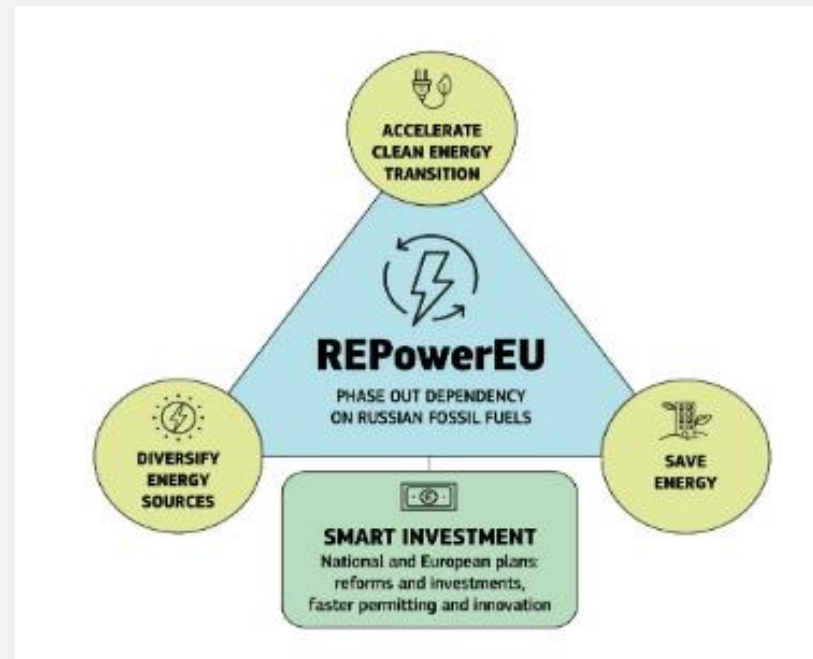 ACCELERATE
CLEAN ENERGY
TRANSITION
REPowerEU
PHASE OUT DEPENDENCY
ON RUSSIAN FOSSIL FUELS
DIVERSIFY
ENERGY
SOURCES
SAVE
ENERGY
SMART INVESTMENT
National and European plans:
reforms and investments,
faster permitting and innovation